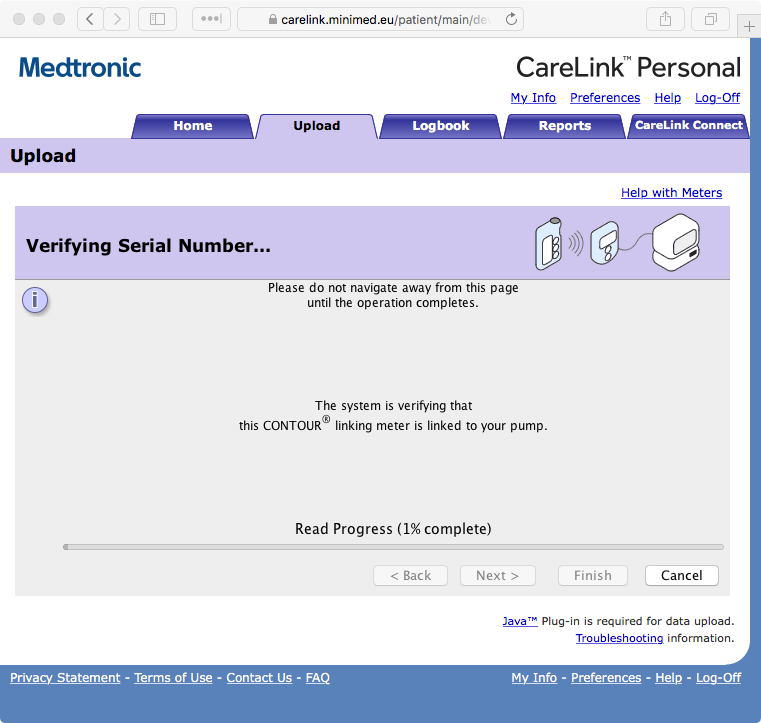 carelink.minimed.eu/patient/main/dev
Medtronic
CareLink™ Personal
My Info Preferences Help Log-Off
Home Upload Logbook Reports CareLink Connect
Upload
Help with Meters
Verifying Serial Number...
i
Please do not navigate away from this page
until the operation completes.
The system is verifying that
this CONTOUR® linking meter is linked to your pump.
Read Progress (1% complete)
< Back Next > Finish Cancel
Java™ Plug-in is required for data upload.
Troubleshooting information.
Privacy Statement - Terms of Use - Contact Us - FAQ My Info - Preferences - Help - Log-Off